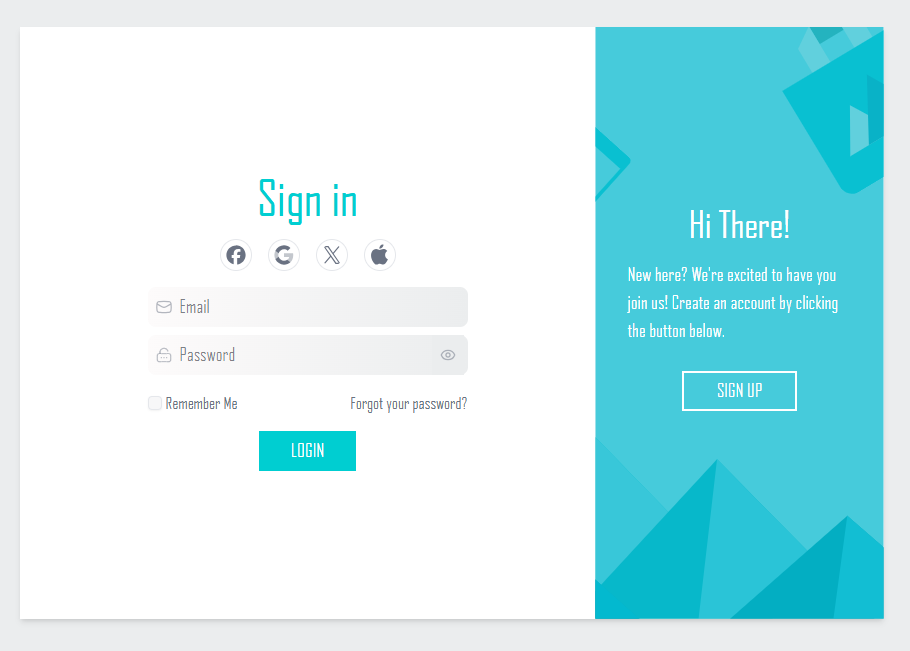 Sign in
Email
Password
Remember Me
Forgot your password?
LOGIN
Hi There!
New here? We're excited to have you
join us! Create an account by clicking
the button below.
SIGN UP